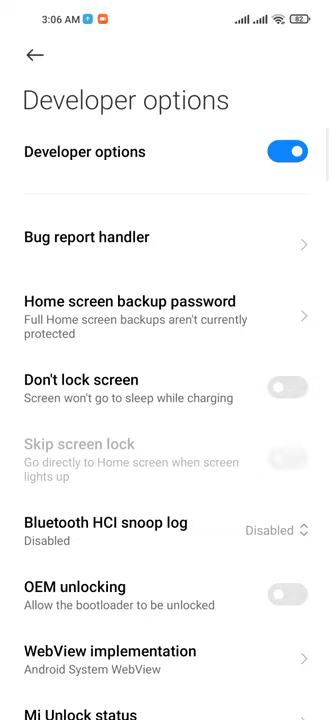 3:06 AM 82
Developer options
Developer options
Bug report handler
Home screen backup password
Full Home screen backups aren't currently
protected
Don't lock screen
Screen won't go to sleep while charging
Skip screen lock
Go directly to Home screen when screen
lights up
Bluetooth HCI snoop log
Disabled
Disabled
OEM unlocking
Allow the bootloader to be unlocked
WebView implementation
Android System WebView
Mi Unlock status